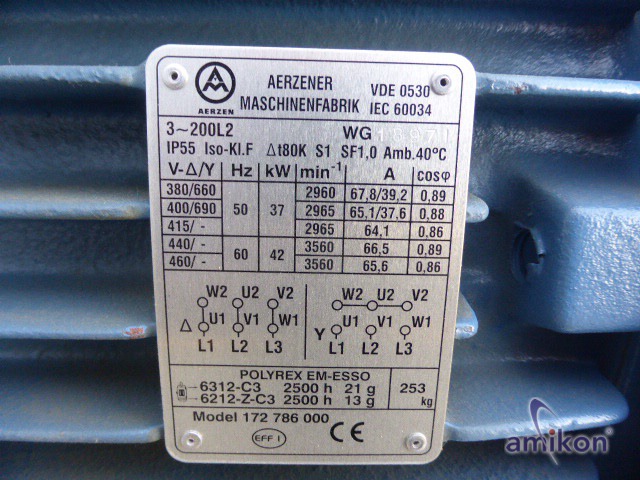 AERZEN
AERZENER
MASCHINENFABRIK
VDE 0530
IEC 60034
3~200L2 WG
IP55 Iso-Kl.F Δt80K S1 SF1,0 Amb.40°C
V-Δ/Y Hz kW min⁻¹ A cosφ
380/660 50 37 2960 67,8/39,2 0,89
400/690 2965 65,1/37,6 0,88
415/- 2965 64,1 0,86
440/- 60 42 3560 66,5 0,89
460/- 3560 65,6 0,86
W2 U2 V2 W2 U2 V2
Δ U1 V1 W1 Y U1 V1 W1
L1 L2 L3 L1 L2 L3
POLYREX EM-ESSO
6312-C3 2500 h 21 g 253
6212-Z-C3 2500 h 13 g kg
Model 172 786 000
EFF 1 CE
amikon